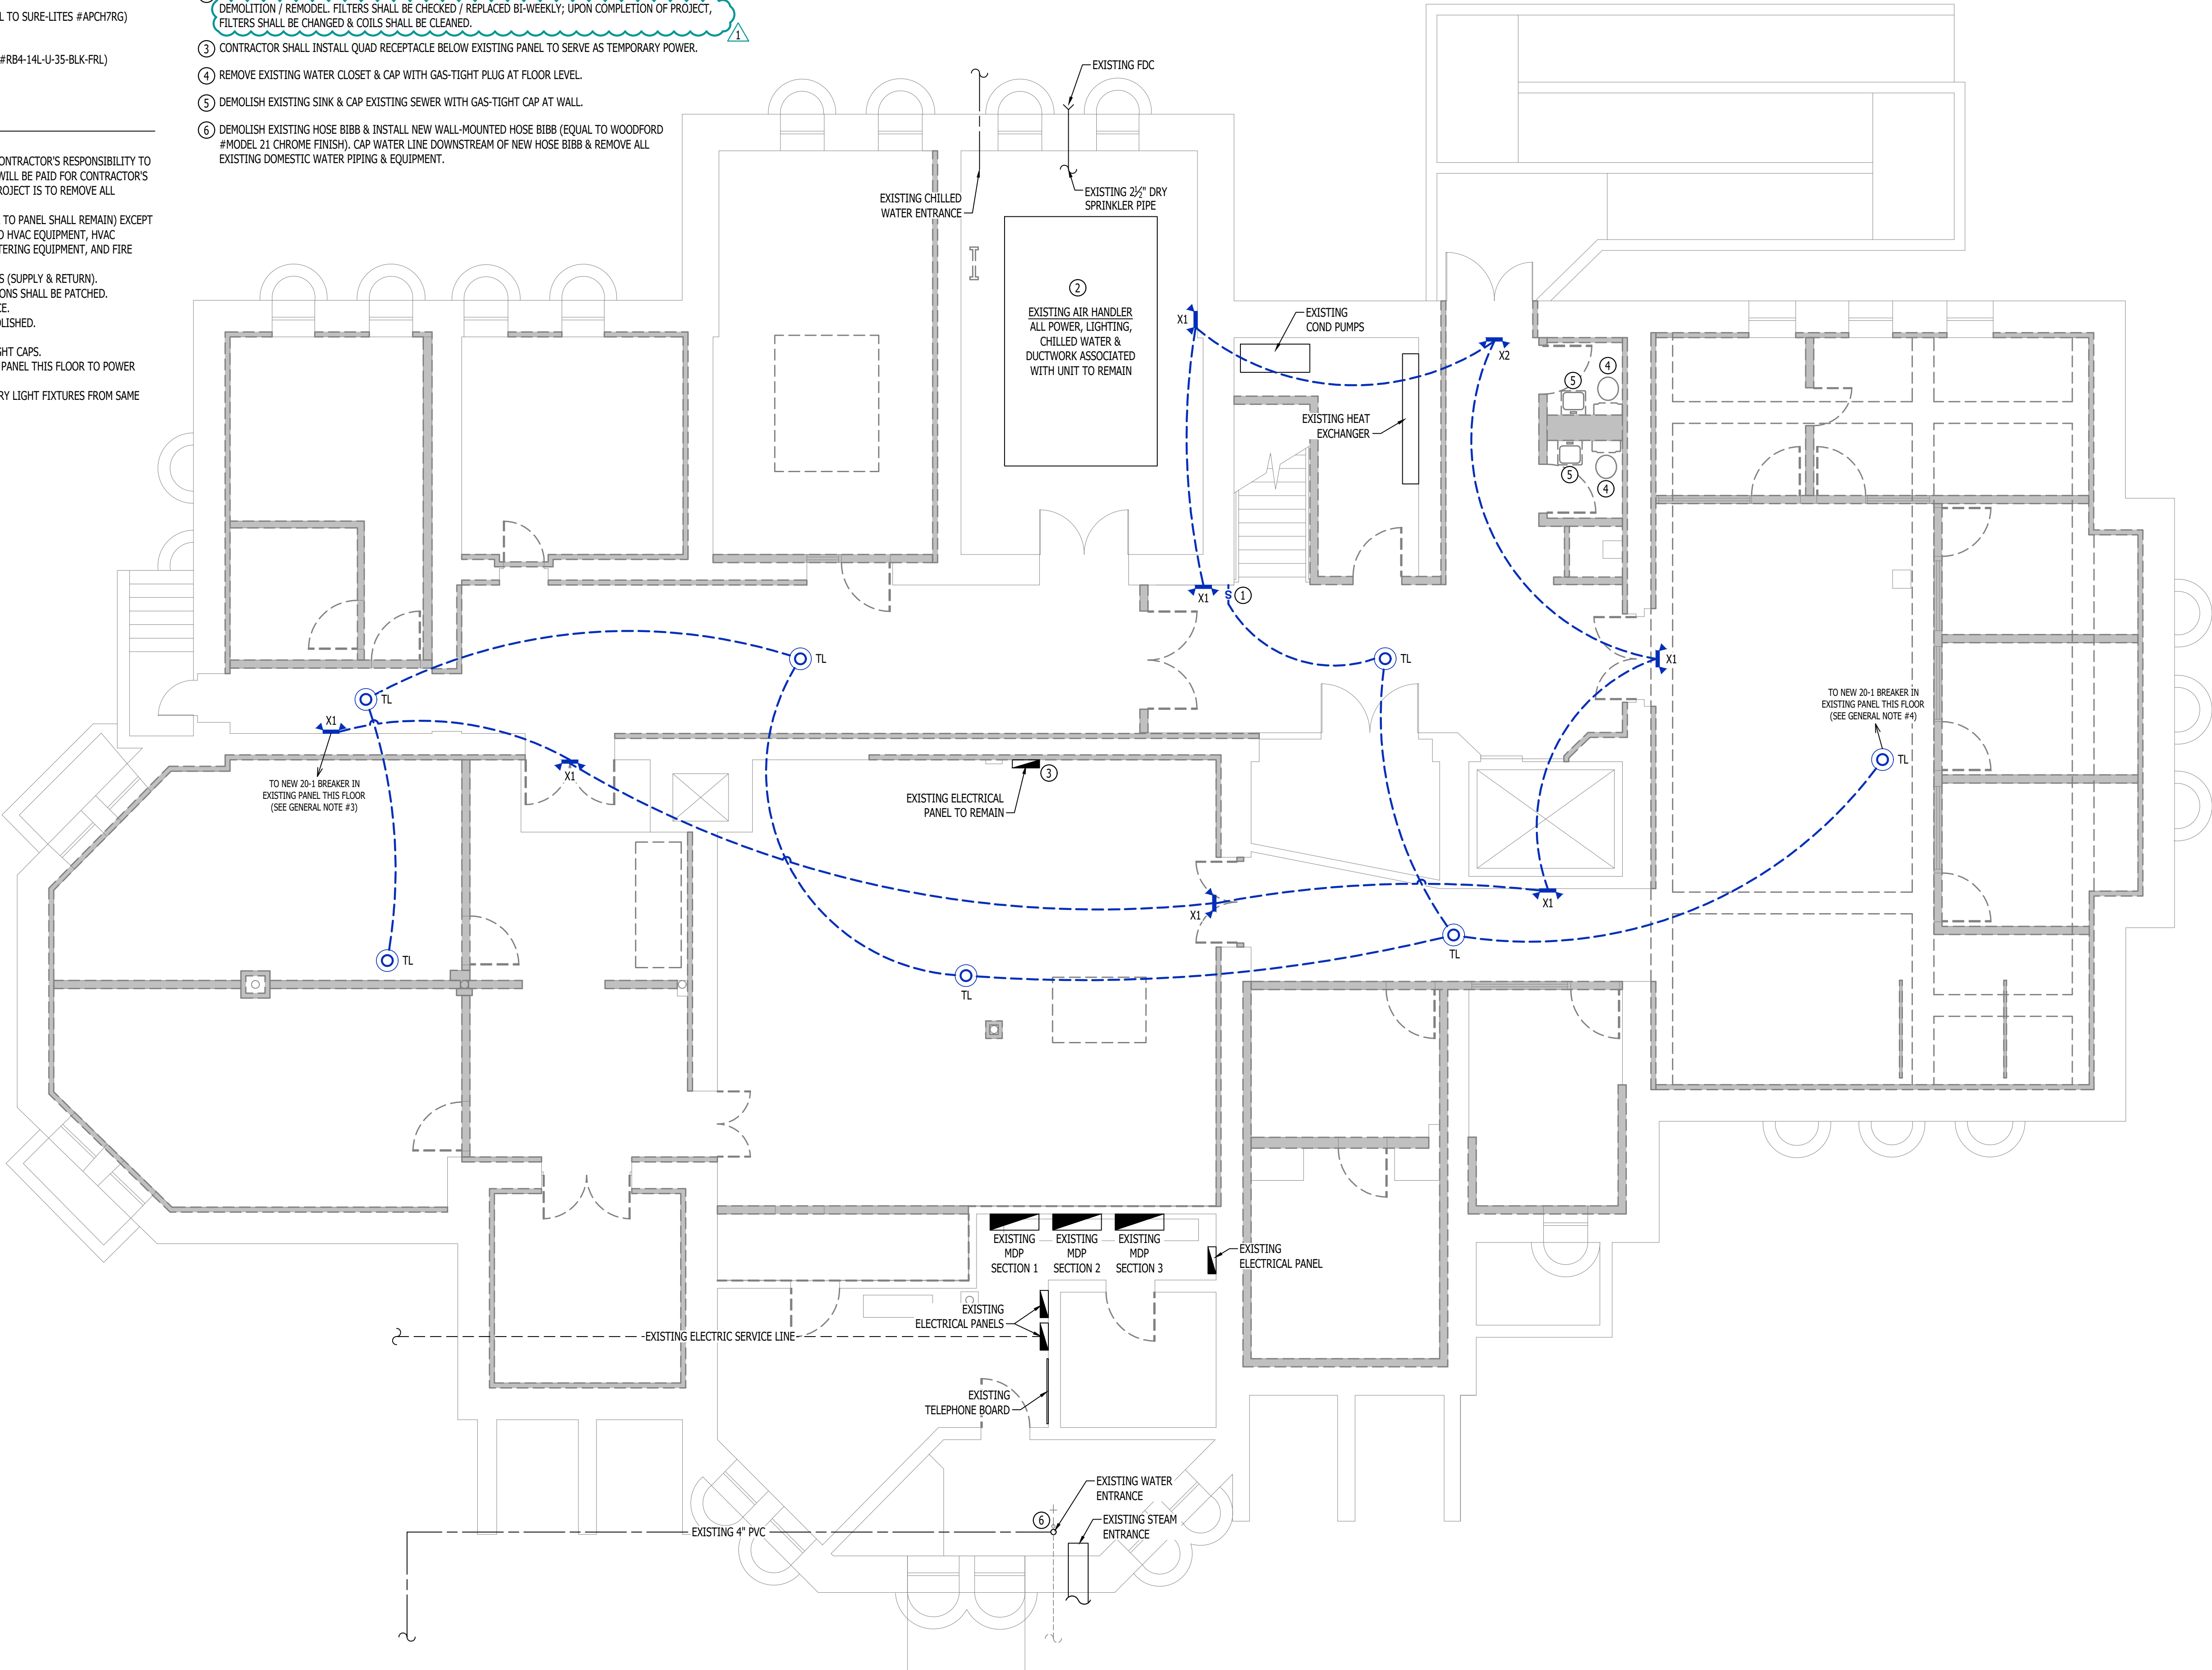 L TO SURE-LITES #APCH7RG)
#RB4-14L-U-35-BLK-FRL)
ONTRACTOR'S RESPONSIBILITY TO
WILL BE PAID FOR CONTRACTOR'S
ROJECT IS TO REMOVE ALL
TO PANEL SHALL REMAIN) EXCEPT
O HVAC EQUIPMENT, HVAC
TERING EQUIPMENT, AND FIRE
S (SUPPLY & RETURN).
ONS SHALL BE PATCHED.
CE.
OLISHED.
GHT CAPS.
PANEL THIS FLOOR TO POWER
RY LIGHT FIXTURES FROM SAME
DEMOLITION / REMODEL. FILTERS SHALL BE CHECKED / REPLACED BI-WEEKLY; UPON COMPLETION OF PROJECT,
FILTERS SHALL BE CHANGED & COILS SHALL BE CLEANED.
1
3 CONTRACTOR SHALL INSTALL QUAD RECEPTACLE BELOW EXISTING PANEL TO SERVE AS TEMPORARY POWER.
4 REMOVE EXISTING WATER CLOSET & CAP WITH GAS-TIGHT PLUG AT FLOOR LEVEL.
5 DEMOLISH EXISTING SINK & CAP EXISTING SEWER WITH GAS-TIGHT CAP AT WALL.
6 DEMOLISH EXISTING HOSE BIBB & INSTALL NEW WALL-MOUNTED HOSE BIBB (EQUAL TO WOODFORD
#MODEL 21 CHROME FINISH). CAP WATER LINE DOWNSTREAM OF NEW HOSE BIBB & REMOVE ALL
EXISTING DOMESTIC WATER PIPING & EQUIPMENT.
EXISTING FDC
EXISTING CHILLED
WATER ENTRANCE
EXISTING 2½" DRY
SPRINKLER PIPE
2
EXISTING AIR HANDLER
ALL POWER, LIGHTING,
CHILLED WATER &
DUCTWORK ASSOCIATED
WITH UNIT TO REMAIN
X1
EXISTING
COND PUMPS
X2
EXISTING HEAT
EXCHANGER
4
5
5
4
X1
S 1
TL
TL
TL
X1
X1
TO NEW 20-1 BREAKER IN
EXISTING PANEL THIS FLOOR
(SEE GENERAL NOTE #4)
TL
X1
TO NEW 20-1 BREAKER IN
EXISTING PANEL THIS FLOOR
(SEE GENERAL NOTE #3)
X1
3
EXISTING ELECTRICAL
PANEL TO REMAIN
X1
X1
TL
TL
TL
EXISTING
MDP
SECTION 1
EXISTING
MDP
SECTION 2
EXISTING
MDP
SECTION 3
EXISTING
ELECTRICAL PANEL
EXISTING
ELECTRICAL PANELS
EXISTING ELECTRIC SERVICE LINE
EXISTING
TELEPHONE BOARD
EXISTING WATER
ENTRANCE
6
EXISTING STEAM
ENTRANCE
EXISTING 4" PVC